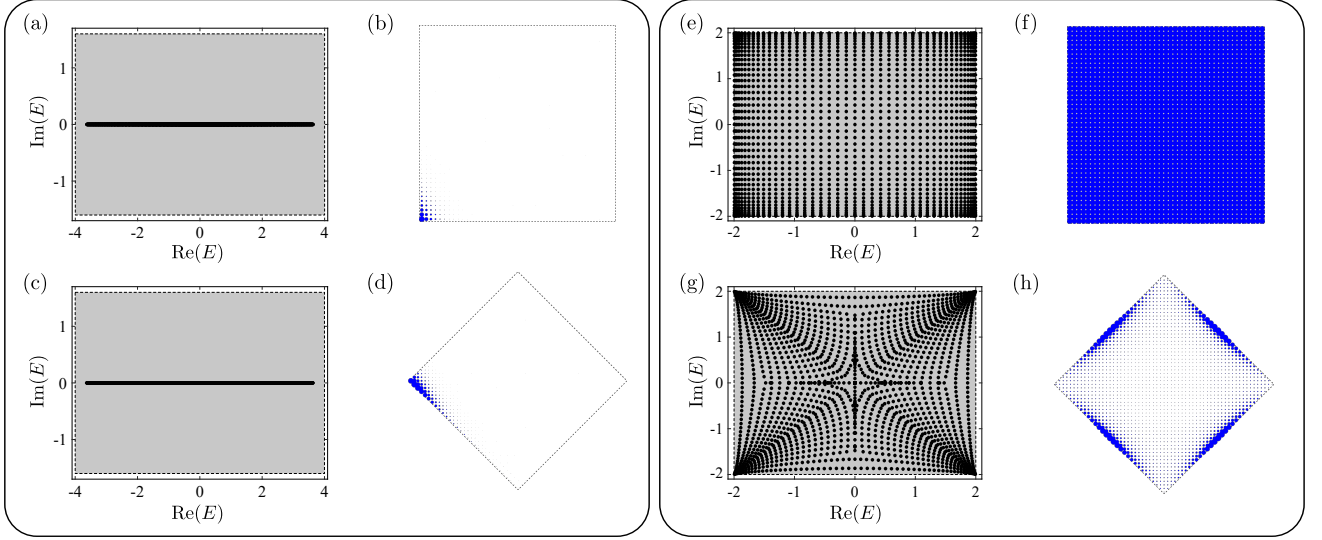 (a)
1
0
-1
Im(E)
-4 -2 0 2 4
Re(E)
(b)
(c)
1
0
-1
Im(E)
-4 -2 0 2 4
Re(E)
(d)
(e)
2
1
0
-1
-2
Im(E)
-2 -1 0 1 2
Re(E)
(f)
(g)
2
1
0
-1
-2
Im(E)
-2 -1 0 1 2
Re(E)
(h)